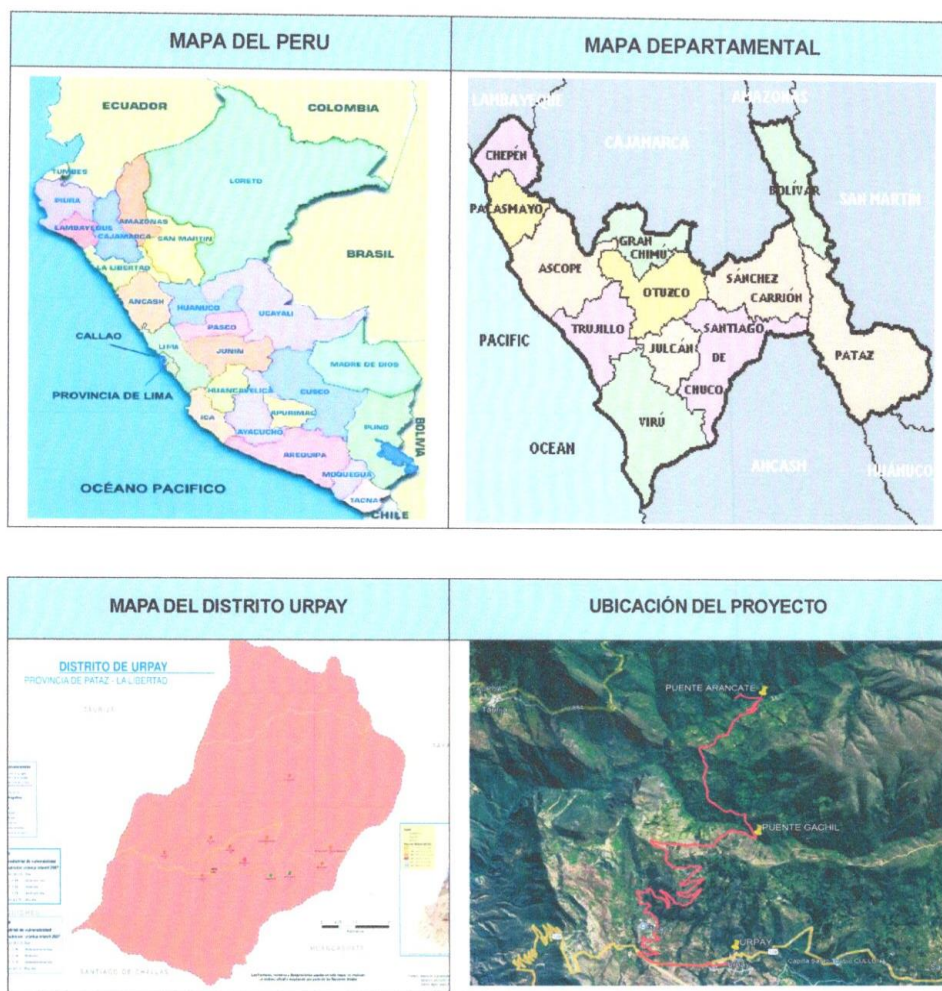 MAPA DEL PERU
ECUADOR
COLOMBIA
TUMBES
LORETO
PIURA
AMAZONAS
LAMBAYEQUE
CAJAMARCA
SAN MARTIN
BRASIL
LA LIBERTAD
ANCASH
HUANUCO
UCAYALI
PASCO
CALLAO
LIMA
JUNIN
MADRE DE DIOS
PROVINCIA DE LIMA
HUANCAVELICA
CUSCO
ICA
APURIMAC
AYACUCHO
PUNO
BOLIVIA
AREQUIPA
MOQUEGUA
OCÉANO PACIFICO
TACNA
CHILE
MAPA DEPARTAMENTAL
LAMBAYEQUE
AMAZONAS
CHEPÉN
CAJAMARCA
BOLÍVAR
SAN MARTIN
PACASMAYO
GRAN
CHIMÚ
ASCOPE
OTUZCO
SÁNCHEZ
CARRIÓN
TRUJILLO
SANTIAGO
DE
CHUCO
JULCÁN
PATAZ
PACIFIC
OCEAN
VIRÚ
ANCASH
HUÁNUCO
MAPA DEL DISTRITO URPAY
DISTRITO DE URPAY
PROVINCIA DE PATAZ - LA LIBERTAD
SANTIAGO DE CHALLAS
UBICACIÓN DEL PROYECTO
PUENTE ARANCATE
PUENTE GACHIL
URPAY